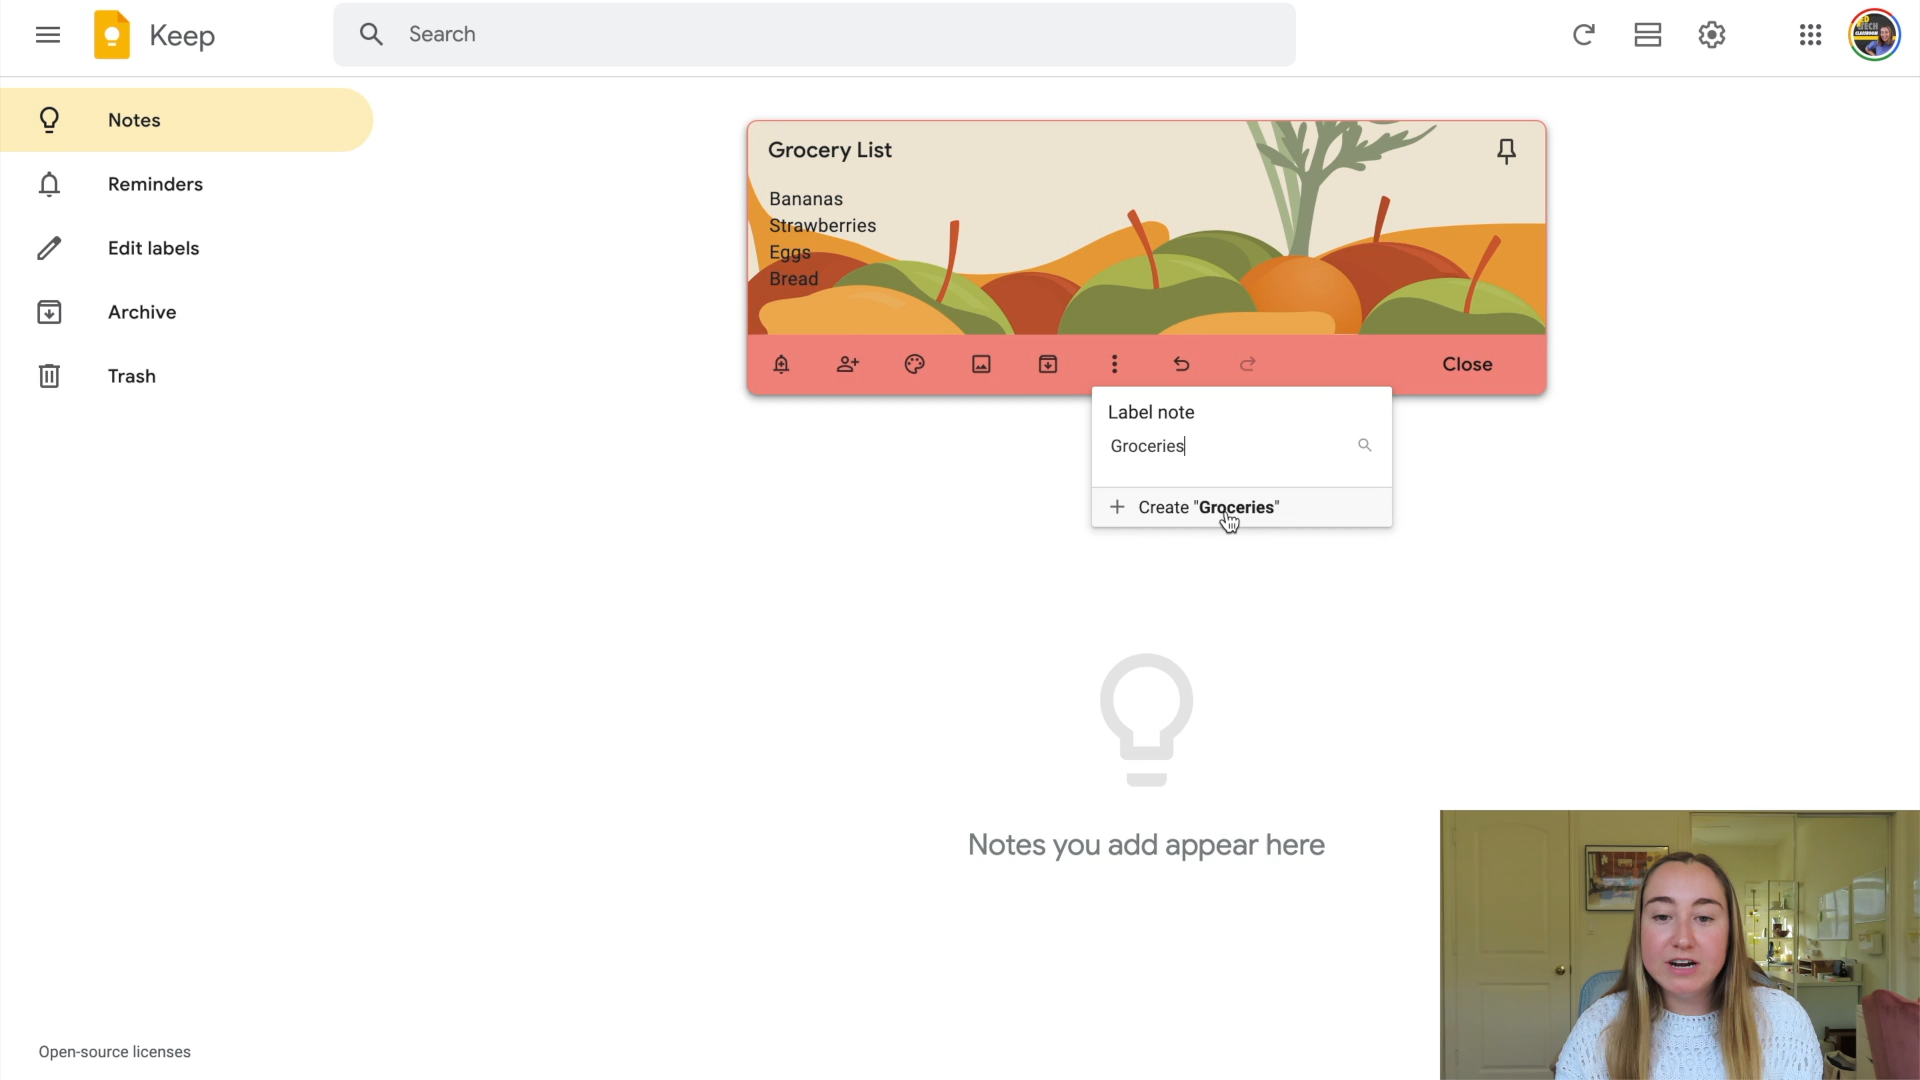 Keep
Search
Notes
Reminders
Edit labels
Archive
Trash
Grocery List
Bananas
Strawberries
Eggs
Bread
Close
Label note
Groceries
Create "Groceries"
Notes you add appear here
Open-source licenses